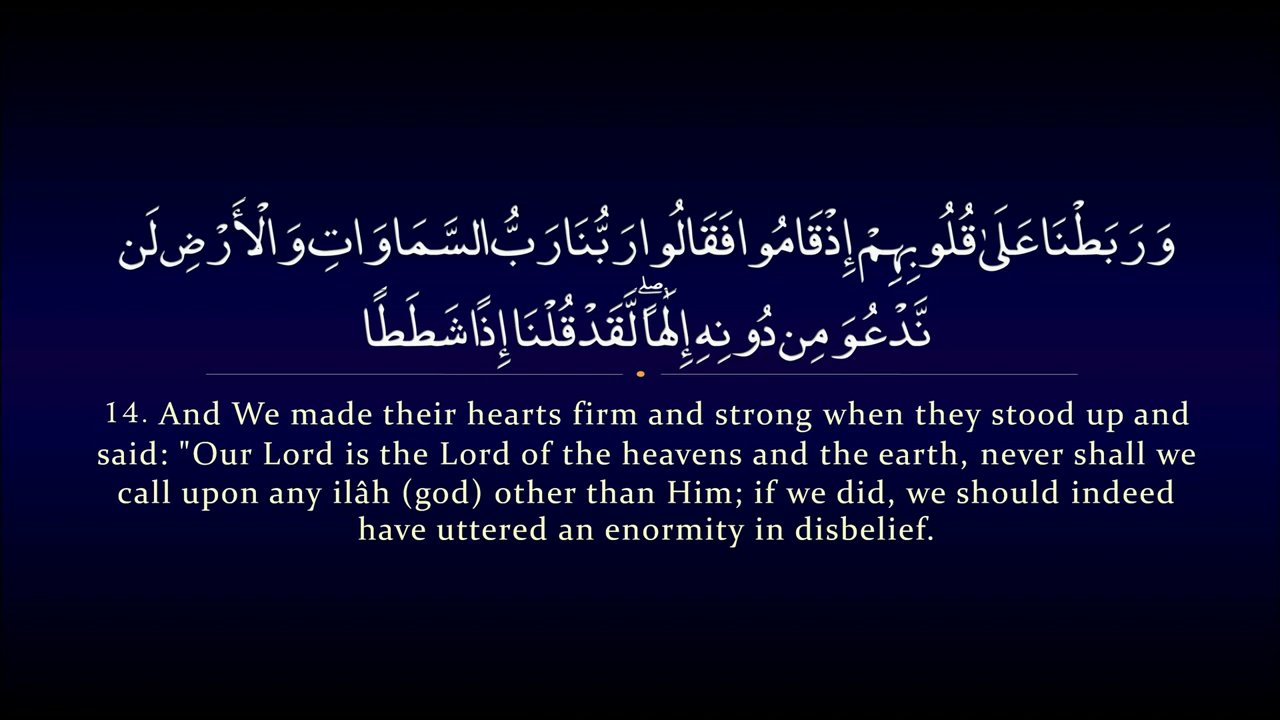 وَرَبَطْنَا عَلَىٰ قُلُوبِهِمْ إِذْ قَامُوا فَقَالُوا رَبُّنَا رَبُّ السَّمَاوَاتِ وَالْأَرْضِ لَن
نَّدْعُوَ مِن دُونِهِ إِلَٰهًا ۖ لَّقَدْ قُلْنَا إِذًا شَطَطًا
14. And We made their hearts firm and strong when they stood up and
said: "Our Lord is the Lord of the heavens and the earth, never shall we
call upon any ilâh (god) other than Him; if we did, we should indeed
have uttered an enormity in disbelief.